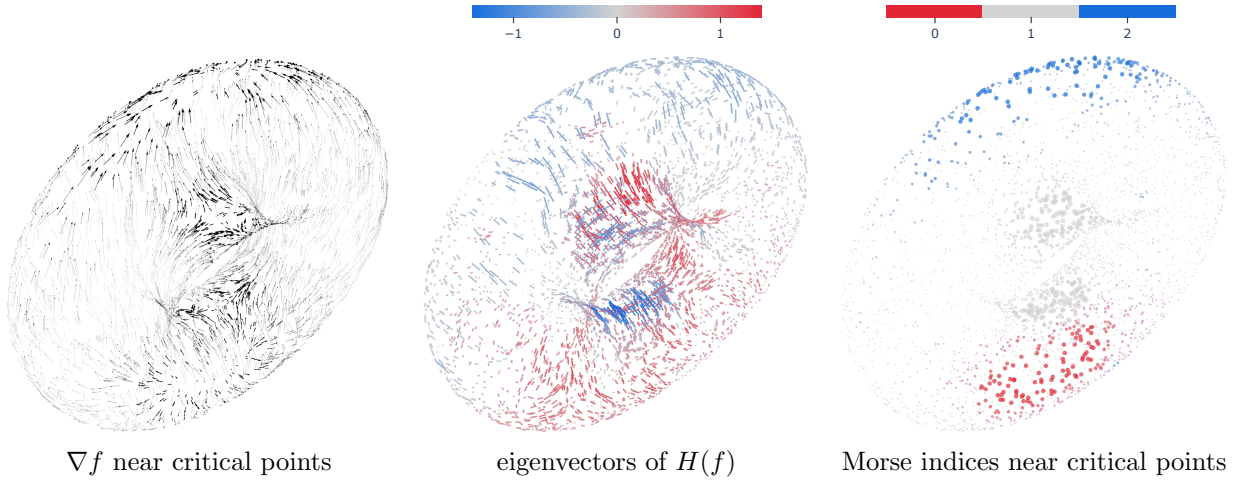 −1 0 1
0 1 2
∇f near critical points
eigenvectors of H(f)
Morse indices near critical points